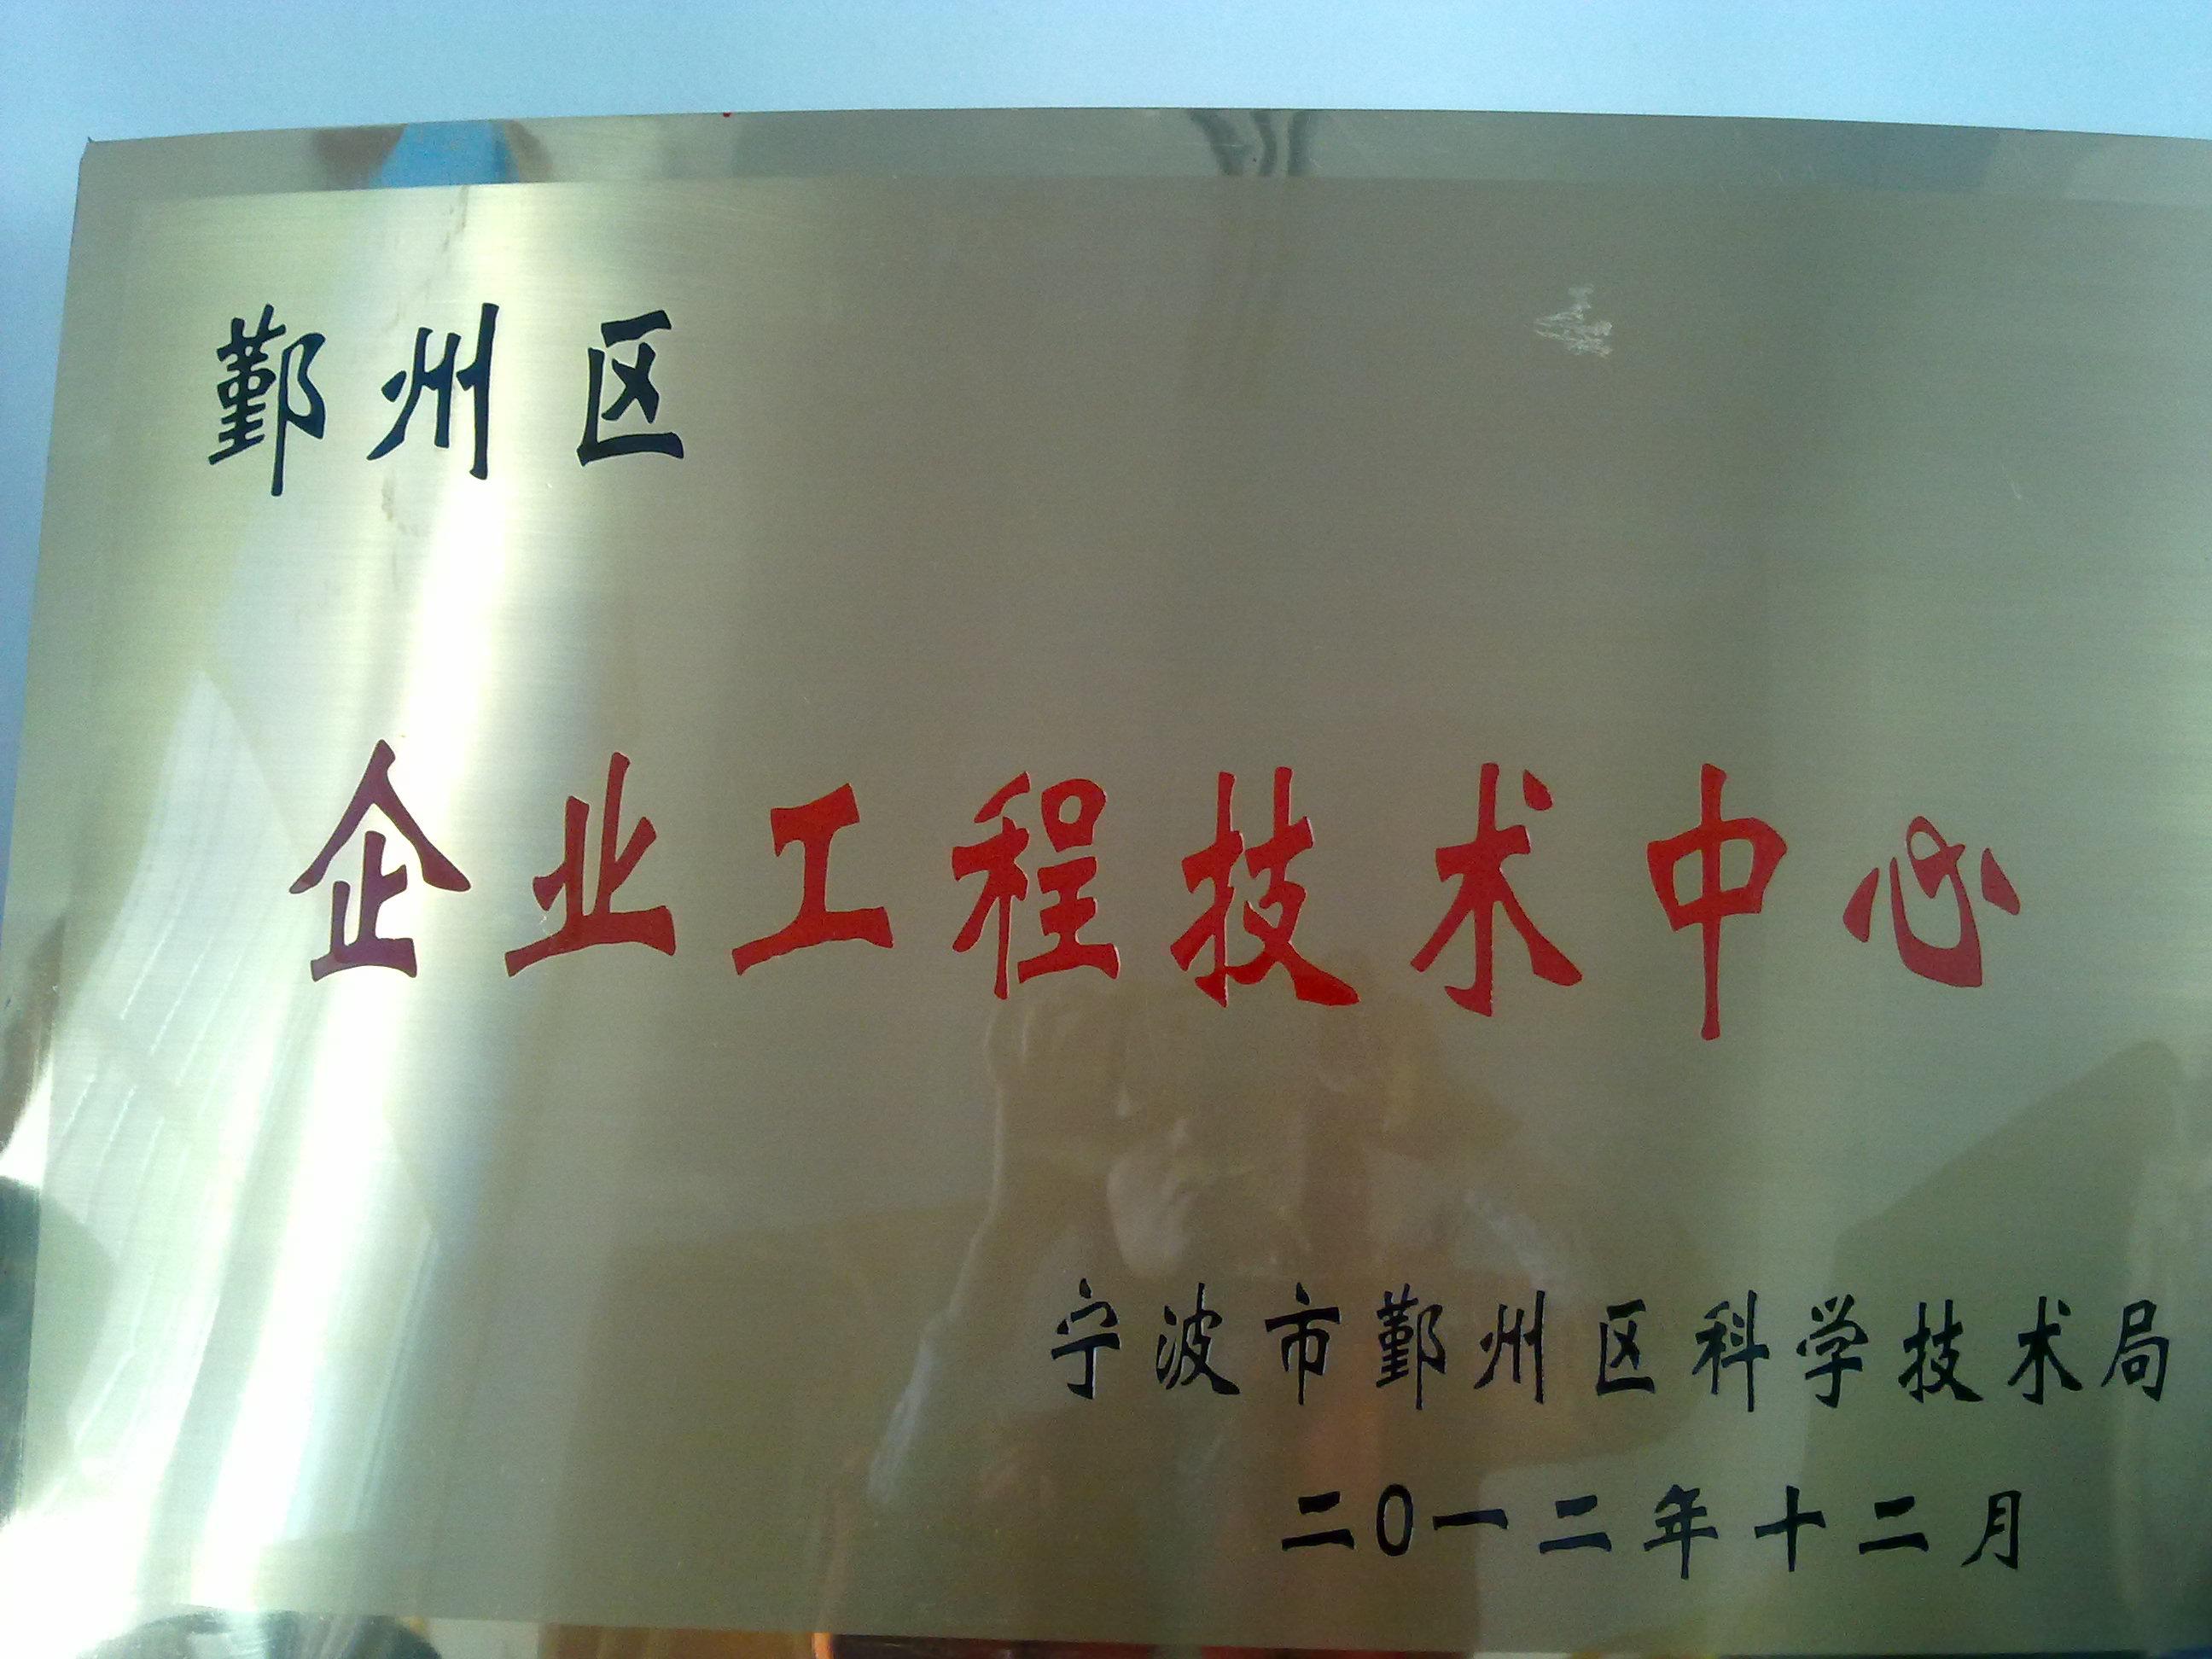 鄞州区
企业工程技术中心
宁波市鄞州区科学技术局
二0一二年十二月